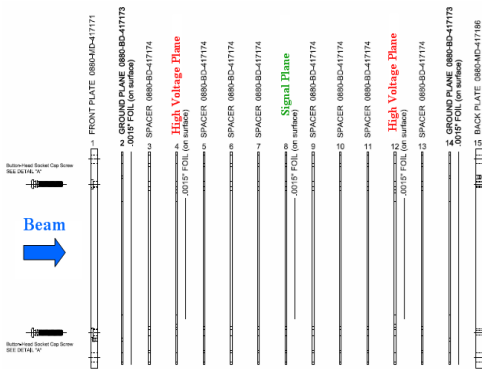 FRONT PLATE 0880-MD-417171
1
GROUND PLANE 0880-BD-417173
2
.0015" FOIL (on surface)
SPACER 0880-BD-417174
3
High Voltage Plane
4
.0015" FOIL (on surface)
SPACER 0880-BD-417174
5
SPACER 0880-BD-417174
6
SPACER 0880-BD-417174
7
Signal Plane
8
.0015" FOIL (on surface)
SPACER 0880-BD-417174
9
SPACER 0880-BD-417174
10
SPACER 0880-BD-417174
11
High Voltage Plane
12
.0015" FOIL (on surface)
SPACER 0880-BD-417174
13
GROUND PLANE 0880-BD-417173
14
.0015" FOIL (on surface)
BACK PLATE 0880-MD-417186
15
Button-Head Socket Cap Screw
SEE DETAIL "A"
Beam
Button-Head Socket Cap Screw
SEE DETAIL "A"